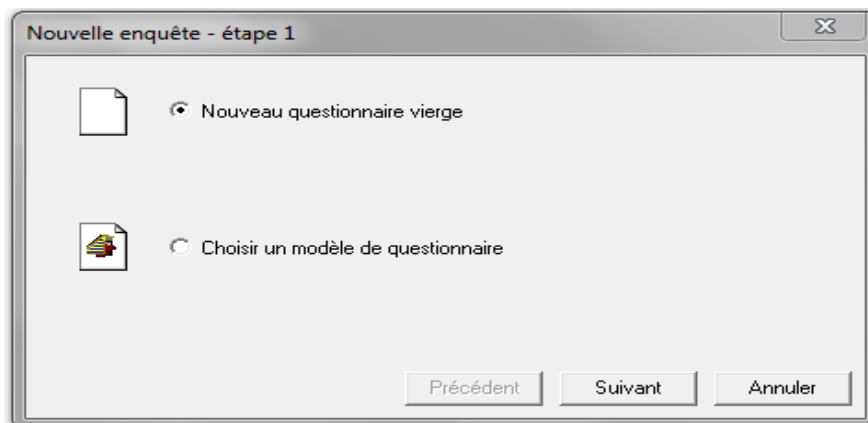 Nouvelle enquête - étape 1
Nouveau questionnaire vierge
Choisir un modèle de questionnaire
Précédent Suivant Annuler